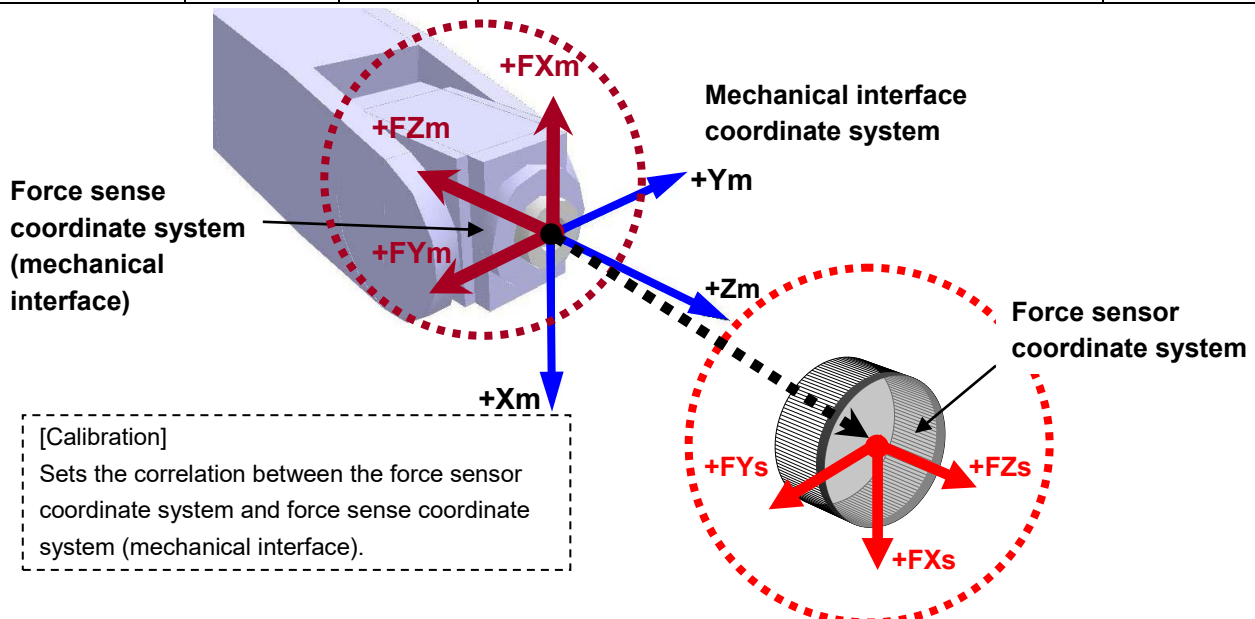 +FXm
Mechanical interface
coordinate system
+FZm
+Ym
Force sense
coordinate system
(mechanical
interface)
+FYm
+Zm
Force sensor
coordinate system
+Xm
[Calibration]
Sets the correlation between the force sensor
coordinate system and force sense coordinate
system (mechanical interface).
+FYs
+FZs
+FXs